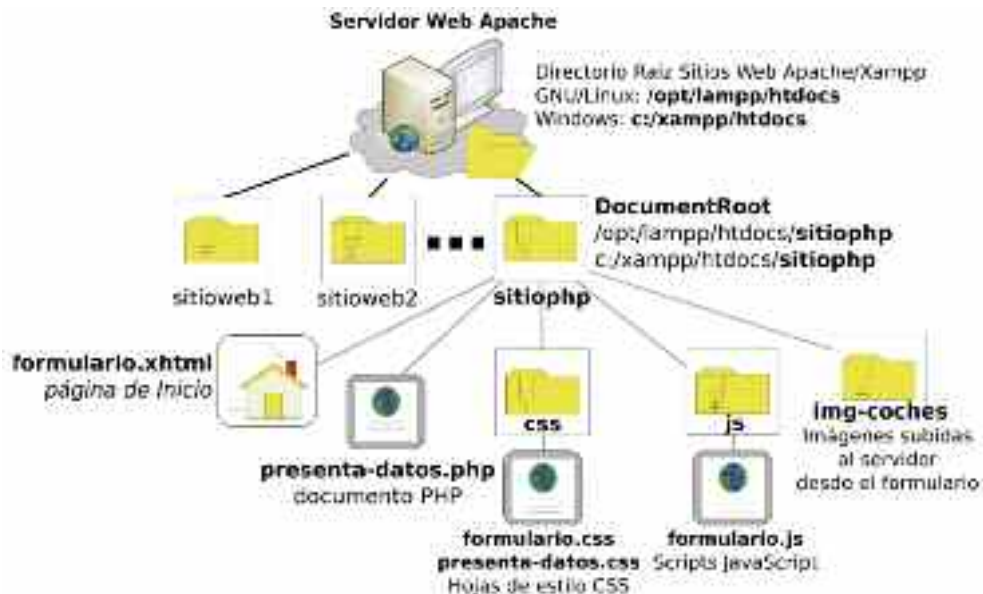 Servidor Web Apache
Directorio Raíz Sitios Web Apache/Xampp
GNU/Linux: /opt/lampp/htdocs
Windows: c:/xampp/htdocs
DocumentRoot
/opt/lampp/htdocs/sitiophp
c:/xampp/htdocs/sitiophp
sitioweb1
sitioweb2
sitiophp
formulario.xhtml
página de Inicio
presenta-datos.php
documento PHP
css
formulario.css
presenta-datos.css
Hojas de estilo CSS
js
formulario.js
Scripts JavaScript
img-coches
Imágenes subidas
al servidor
desde el formulario